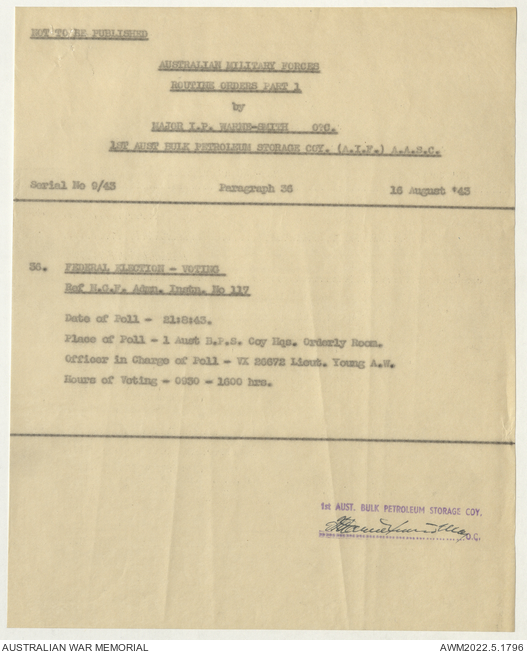 NOT TO BE PUBLISHED
AUSTRALIAN MILITARY FORCES
ROUTINE ORDERS PART 1
by
MAJOR I.P. WARNE-SMITH O.C.
1ST AUST BULK PETROLEUM STORAGE COY. (A.I.F.) A.A.S.C.
Serial No 9/43 Paragraph 36 16 August '43
36. FEDERAL ELECTION - VOTING
Ref N.G.F. Admn. Instn. No 117
Date of Poll - 21:8:43.
Place of Poll - 1 Aust B.P.S. Coy Hqs. Orderly Room.
Officer in Charge of Poll - VX 26672 Lieut. Young A.W.
Hours of Voting - 0830 - 1600 hrs.
1st AUST. BULK PETROLEUM STORAGE COY.
O.C.
AUSTRALIAN WAR MEMORIAL AWM2022.5.1796